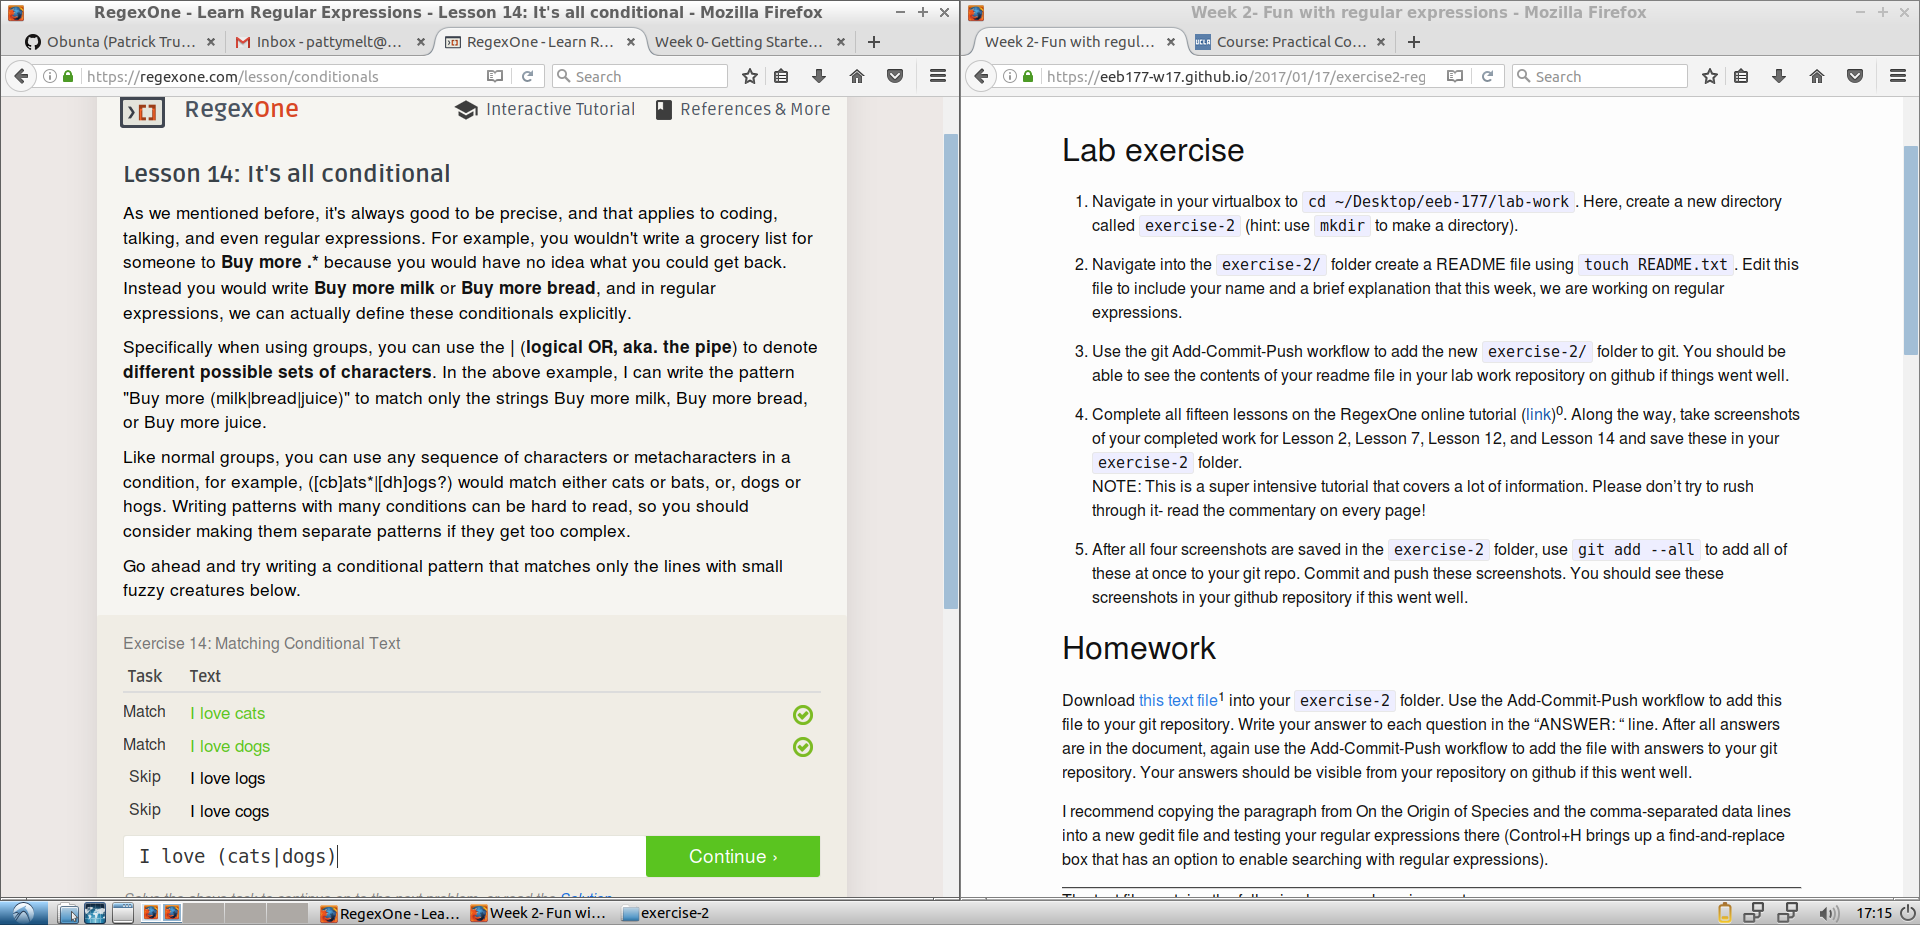 RegexOne - Learn Regular Expressions - Lesson 14: It's all conditional - Mozilla Firefox
Obunta (Patrick Tru...
Inbox - pattymelt@...
RegexOne - Learn R...
Week 0- Getting Starte...
https://regexone.com/lesson/conditionals
Search
RegexOne
Interactive Tutorial
References & More
Lesson 14: It's all conditional
As we mentioned before, it's always good to be precise, and that applies to coding,
talking, and even regular expressions. For example, you wouldn't write a grocery list for
someone to Buy more .* because you would have no idea what you could get back.
Instead you would write Buy more milk or Buy more bread, and in regular
expressions, we can actually define these conditionals explicitly.
Specifically when using groups, you can use the | (logical OR, aka. the pipe) to denote
different possible sets of characters. In the above example, I can write the pattern
"Buy more (milk|bread|juice)" to match only the strings Buy more milk, Buy more bread,
or Buy more juice.
Like normal groups, you can use any sequence of characters or metacharacters in a
condition, for example, ([cb]ats*|[dh]ogs?) would match either cats or bats, or, dogs or
hogs. Writing patterns with many conditions can be hard to read, so you should
consider making them separate patterns if they get too complex.
Go ahead and try writing a conditional pattern that matches only the lines with small
fuzzy creatures below.
Exercise 14: Matching Conditional Text
Task Text
Match I love cats
Match I love dogs
Skip I love logs
Skip I love cogs
I love (cats|dogs)
Continue ›
Solve the above task to continue on to the next problem, or read the Solution.
Week 2- Fun with regular expressions - Mozilla Firefox
Week 2- Fun with regul...
UCLA Course: Practical Co...
https://eeb177-w17.github.io/2017/01/17/exercise2-reg
Search
Lab exercise
1. Navigate in your virtualbox to cd ~/Desktop/eeb-177/lab-work. Here, create a new directory
called exercise-2 (hint: use mkdir to make a directory).
2. Navigate into the exercise-2/ folder create a README file using touch README.txt. Edit this
file to include your name and a brief explanation that this week, we are working on regular
expressions.
3. Use the git Add-Commit-Push workflow to add the new exercise-2/ folder to git. You should be
able to see the contents of your readme file in your lab work repository on github if things went well.
4. Complete all fifteen lessons on the RegexOne online tutorial (link)0. Along the way, take screenshots
of your completed work for Lesson 2, Lesson 7, Lesson 12, and Lesson 14 and save these in your
exercise-2 folder.
NOTE: This is a super intensive tutorial that covers a lot of information. Please don't try to rush
through it- read the commentary on every page!
5. After all four screenshots are saved in the exercise-2 folder, use git add --all to add all of
these at once to your git repo. Commit and push these screenshots. You should see these
screenshots in your github repository if this went well.
Homework
Download this text file1 into your exercise-2 folder. Use the Add-Commit-Push workflow to add this
file to your git repository. Write your answer to each question in the “ANSWER: “ line. After all answers
are in the document, again use the Add-Commit-Push workflow to add the file with answers to your git
repository. Your answers should be visible from your repository on github if this went well.
I recommend copying the paragraph from On the Origin of Species and the comma-separated data lines
into a new gedit file and testing your regular expressions there (Control+H brings up a find-and-replace
box that has an option to enable searching with regular expressions).
RegexOne - Lea...
Week 2- Fun wi...
exercise-2
17:15